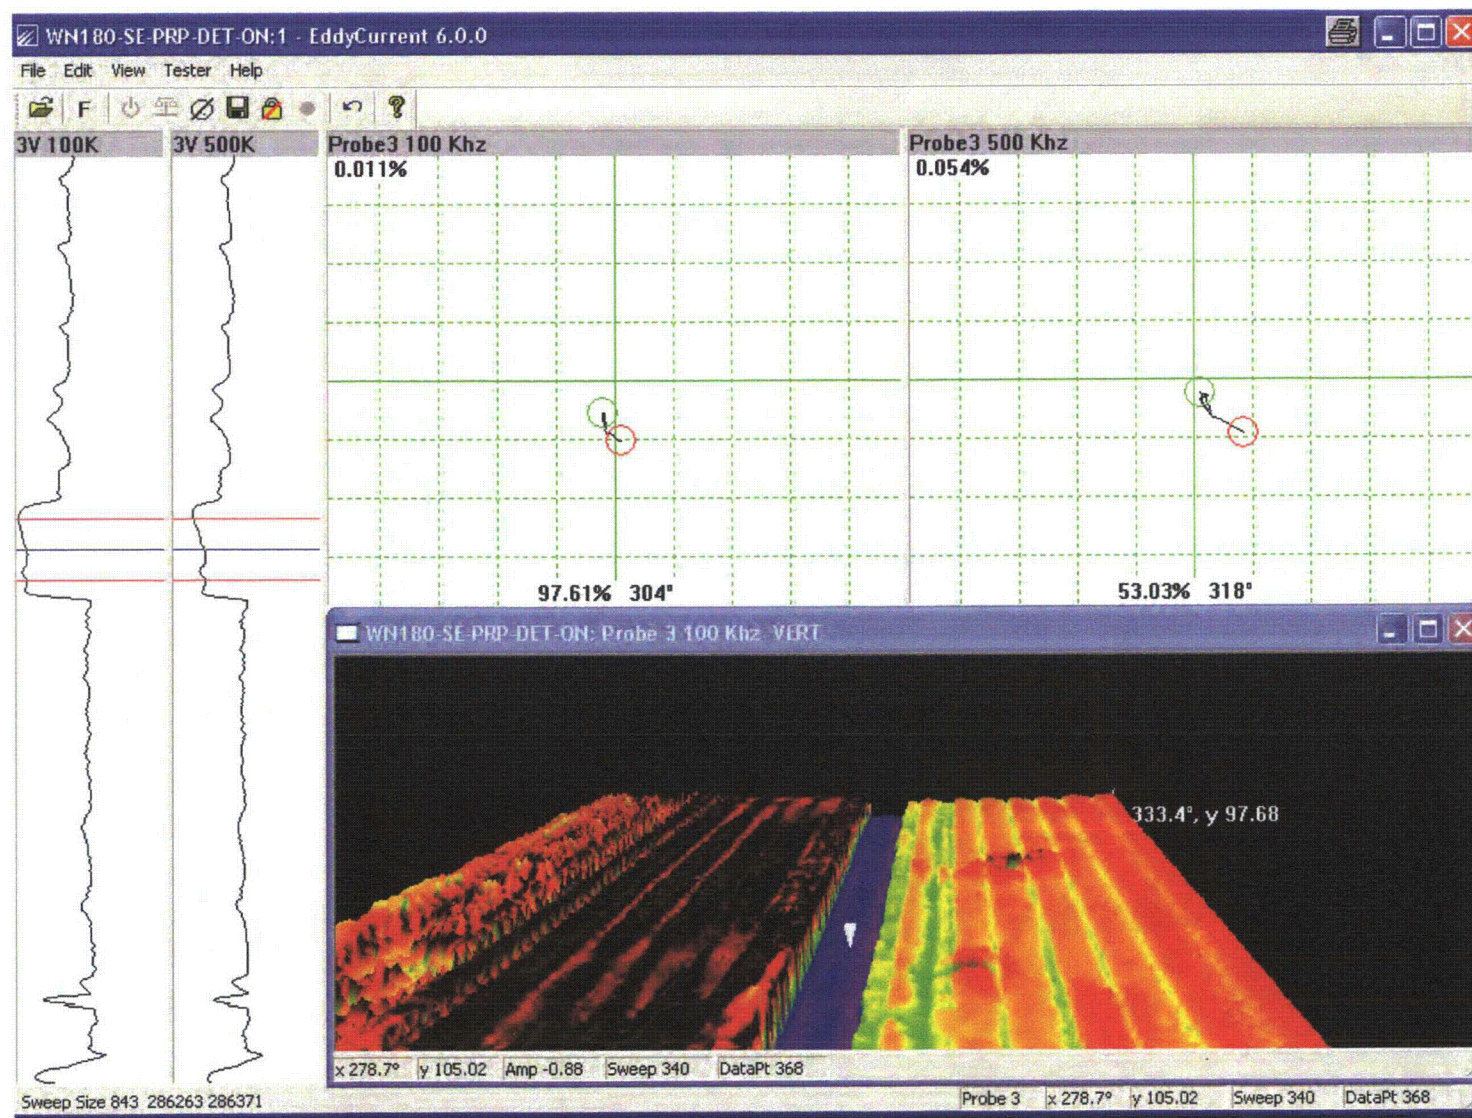 WN180-SE-PRP-DET-ON:1 - EddyCurrent 6.0.0
File Edit View Tester Help
F
3V 100K
3V 500K
Probe3 100 Khz
0.011%
97.61% 304°
Probe3 500 Khz
0.054%
53.03% 318°
WN180-SE-PRP-DET-ON: Probe 3 100 Khz VERT
333.4°, y 97.68
x 278.7° y 105.02 Amp -0.88 Sweep 340 DataPt 368
Sweep Size 843 286263 286371 Probe 3 x 278.7° y 105.02 Sweep 340 DataPt 368